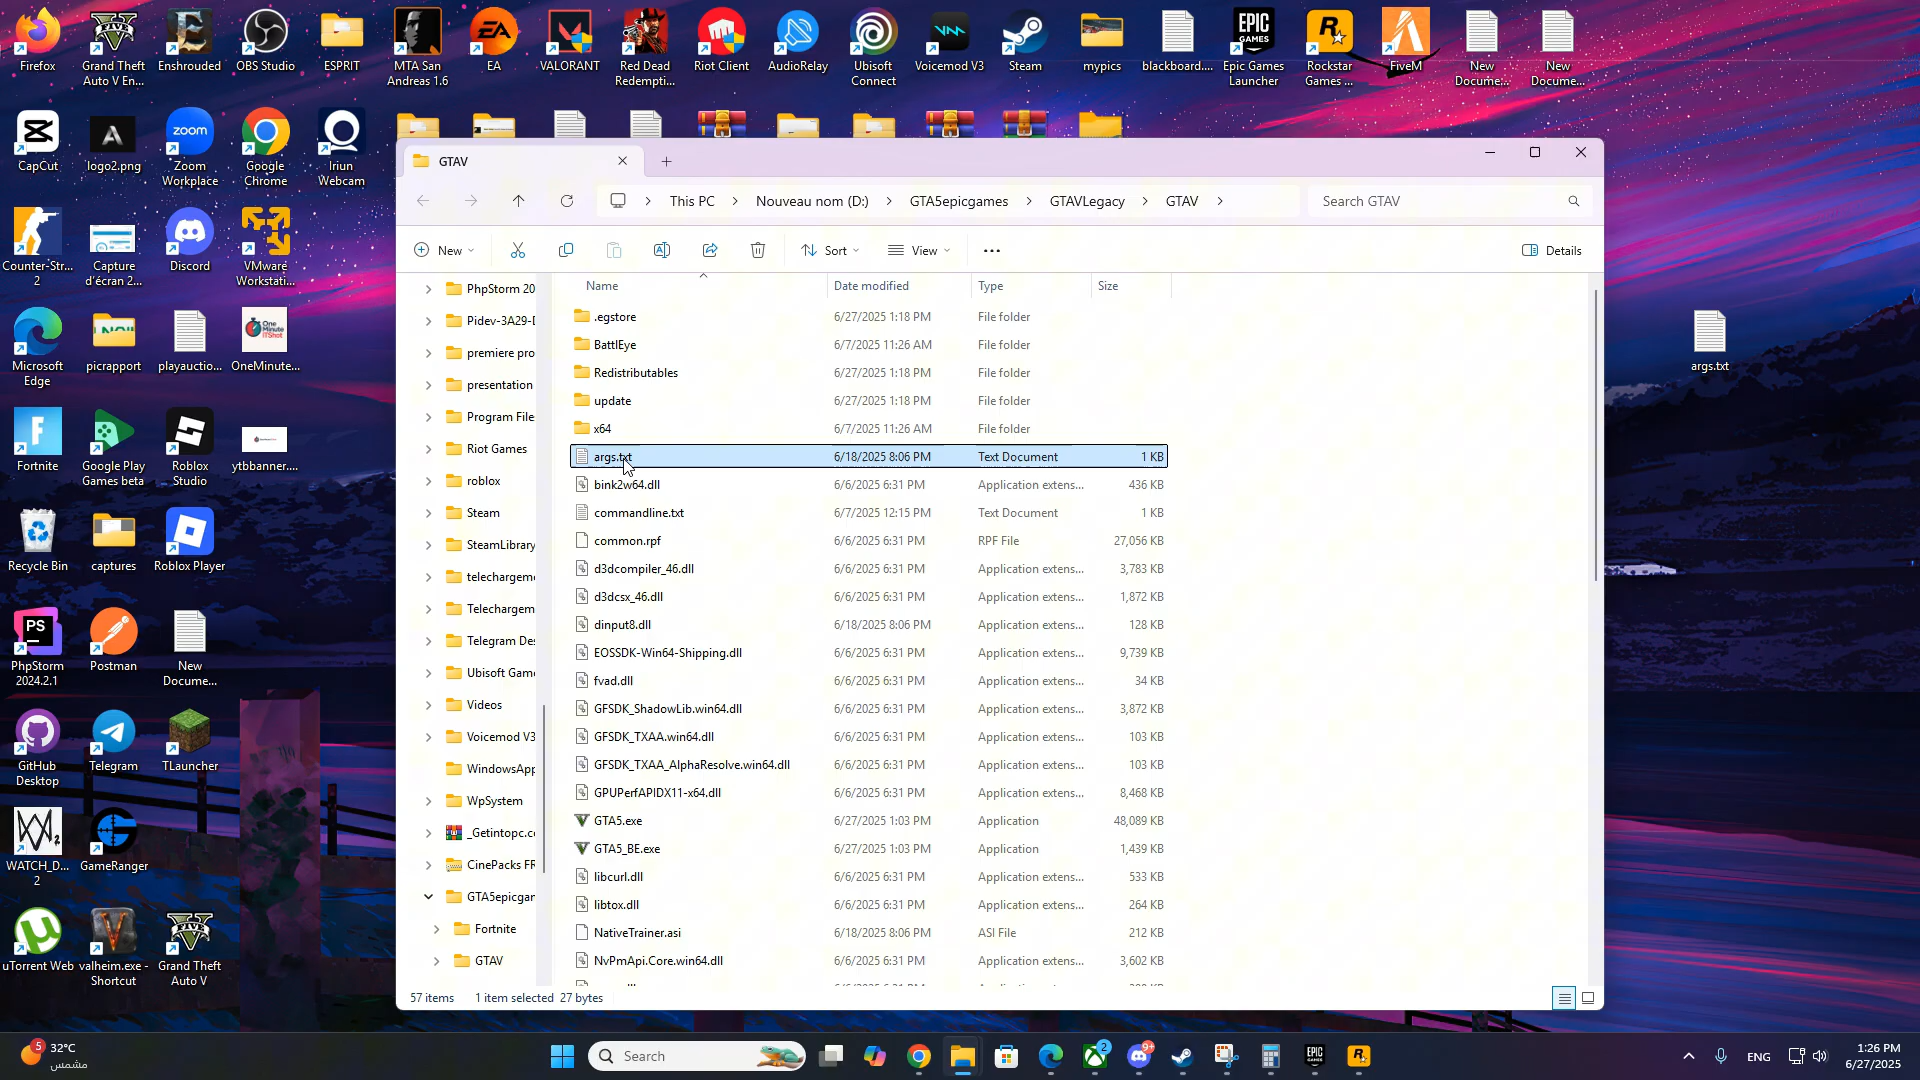 Firefox
Grand Theft
Auto V En...
Enshrouded
OBS Studio
ESPRIT
MTA San
Andreas 1.6
EA
VALORANT
Red Dead
Redempti...
Riot Client
AudioRelay
Ubisoft
Connect
Voicemod V3
Steam
mypics
blackboard....
Epic Games
Launcher
Rockstar
Games ...
FiveM
New
Docume...
New
Docume...
CapCut
logo2.png
Zoom
Workplace
Google
Chrome
Iriun
Webcam
Counter-Str...
2
Capture
d'écran 2...
Discord
VMware
Workstati...
Microsoft
Edge
picrapport
playauctio...
OneMinute...
Fortnite
Google Play
Games beta
Roblox
Studio
ytbbanner....
Recycle Bin
captures
Roblox Player
PhpStorm
2024.2.1
Postman
New
Docume...
GitHub
Desktop
Telegram
TLauncher
WATCH_D...
2
GameRanger
uTorrent Web
valheim.exe -
Shortcut
Grand Theft
Auto V
args.txt
GTAV
This PC
Nouveau nom (D:)
GTA5epicgames
GTAVLegacy
GTAV
Search GTAV
New
Sort
View
Details
PhpStorm 20
Pidev-3A29-
premiere pro
presentation
Program File
Riot Games
roblox
Steam
SteamLibrary
telechargem
Telechargem
Telegram De
Ubisoft Gam
Videos
Voicemod V3
WindowsApp
WpSystem
_Getintopc.c
CinePacks FR
GTA5epicgar
Fortnite
GTAV
Name Date modified Type Size
.egstore 6/27/2025 1:18 PM File folder
BattlEye 6/7/2025 11:26 AM File folder
Redistributables 6/27/2025 1:18 PM File folder
update 6/27/2025 1:18 PM File folder
x64 6/7/2025 11:26 AM File folder
args.txt 6/18/2025 8:06 PM Text Document 1 KB
bink2w64.dll 6/6/2025 6:31 PM Application extens... 436 KB
commandline.txt 6/7/2025 12:15 PM Text Document 1 KB
common.rpf 6/6/2025 6:31 PM RPF File 27,056 KB
d3dcompiler_46.dll 6/6/2025 6:31 PM Application extens... 3,783 KB
d3dcsx_46.dll 6/6/2025 6:31 PM Application extens... 1,872 KB
dinput8.dll 6/18/2025 8:06 PM Application extens... 128 KB
EOSSDK-Win64-Shipping.dll 6/6/2025 6:31 PM Application extens... 9,739 KB
fvad.dll 6/6/2025 6:31 PM Application extens... 34 KB
GFSDK_ShadowLib.win64.dll 6/6/2025 6:31 PM Application extens... 3,872 KB
GFSDK_TXAA.win64.dll 6/6/2025 6:31 PM Application extens... 103 KB
GFSDK_TXAA_AlphaResolve.win64.dll 6/6/2025 6:31 PM Application extens... 103 KB
GPUPerfAPIDX11-x64.dll 6/6/2025 6:31 PM Application extens... 8,468 KB
GTA5.exe 6/27/2025 1:03 PM Application 48,089 KB
GTA5_BE.exe 6/27/2025 1:03 PM Application 1,439 KB
libcurl.dll 6/6/2025 6:31 PM Application extens... 533 KB
libtox.dll 6/6/2025 6:31 PM Application extens... 264 KB
NativeTrainer.asi 6/18/2025 8:06 PM ASI File 212 KB
NvPmApi.Core.win64.dll 6/6/2025 6:31 PM Application extens... 3,602 KB
57 items 1 item selected 27 bytes
5
32°C
مشمس
Search
2
9+
ENG
1:26 PM
6/27/2025